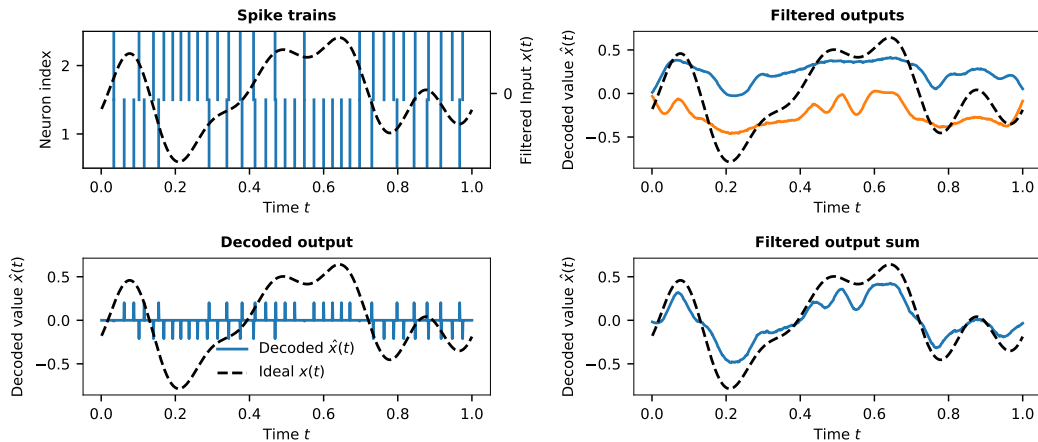 Spike trains
Neuron index
2
1
0
Filtered Input x(t)
0.0 0.2 0.4 0.6 0.8 1.0
Time t
Filtered outputs
Decoded value x̂(t)
0.5
0.0
−0.5
0.0 0.2 0.4 0.6 0.8 1.0
Time t
Decoded output
Decoded value x̂(t)
0.5
0.0
−0.5
Decoded x̂(t)
Ideal x(t)
0.0 0.2 0.4 0.6 0.8 1.0
Time t
Filtered output sum
Decoded value x̂(t)
0.5
0.0
−0.5
0.0 0.2 0.4 0.6 0.8 1.0
Time t